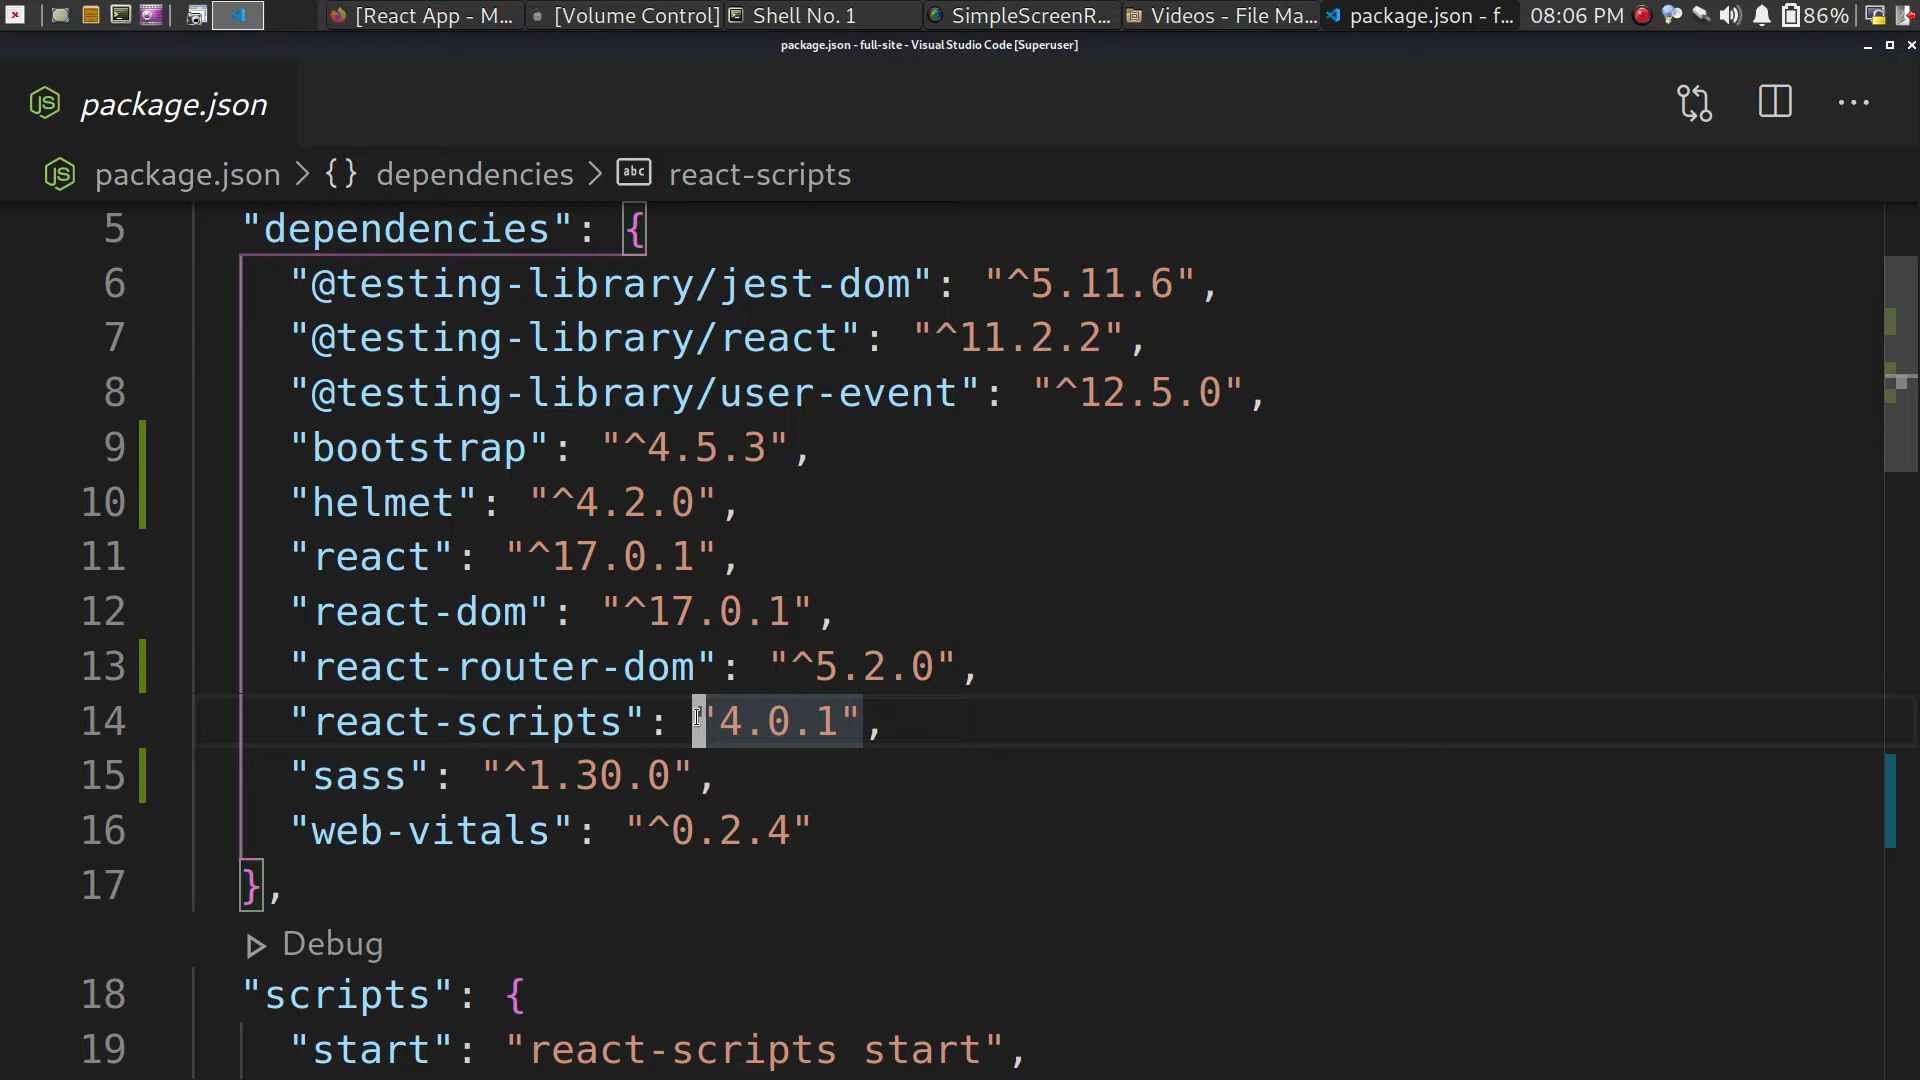 [React App - M...
[Volume Control]
Shell No. 1
SimpleScreenR...
Videos - File Ma...
package.json - f...
08:06 PM
86%
package.json - full-site - Visual Studio Code [Superuser]
JS package.json
JS package.json > {} dependencies > abc react-scripts
5 "dependencies": {
6 "@testing-library/jest-dom": "^5.11.6",
7 "@testing-library/react": "^11.2.2",
8 "@testing-library/user-event": "^12.5.0",
9 "bootstrap": "^4.5.3",
10 "helmet": "^4.2.0",
11 "react": "^17.0.1",
12 "react-dom": "^17.0.1",
13 "react-router-dom": "^5.2.0",
14 "react-scripts": "4.0.1",
15 "sass": "^1.30.0",
16 "web-vitals": "^0.2.4"
17 },
Debug
18 "scripts": {
19 "start": "react-scripts start",